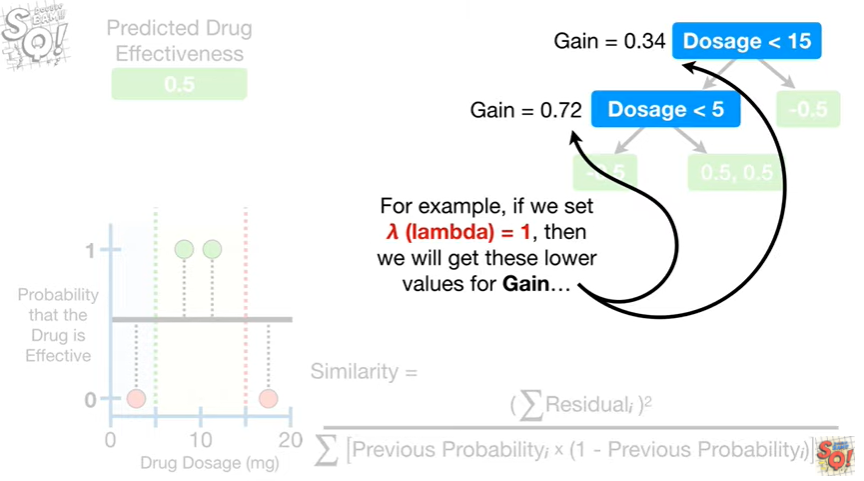 Predicted Drug
Effectiveness
0.5
Gain = 0.34 Dosage < 15
Gain = 0.72 Dosage < 5 -0.5
-0.5 0.5, 0.5
For example, if we set
λ (lambda) = 1, then
we will get these lower
values for Gain…
1
Probability
that the
Drug is
Effective
0
0 10 20
Drug Dosage (mg)
Similarity =
( ∑Residualᵢ )²
∑ [Previous Probabilityᵢ × (1 - Previous Probabilityᵢ)]
SQ!